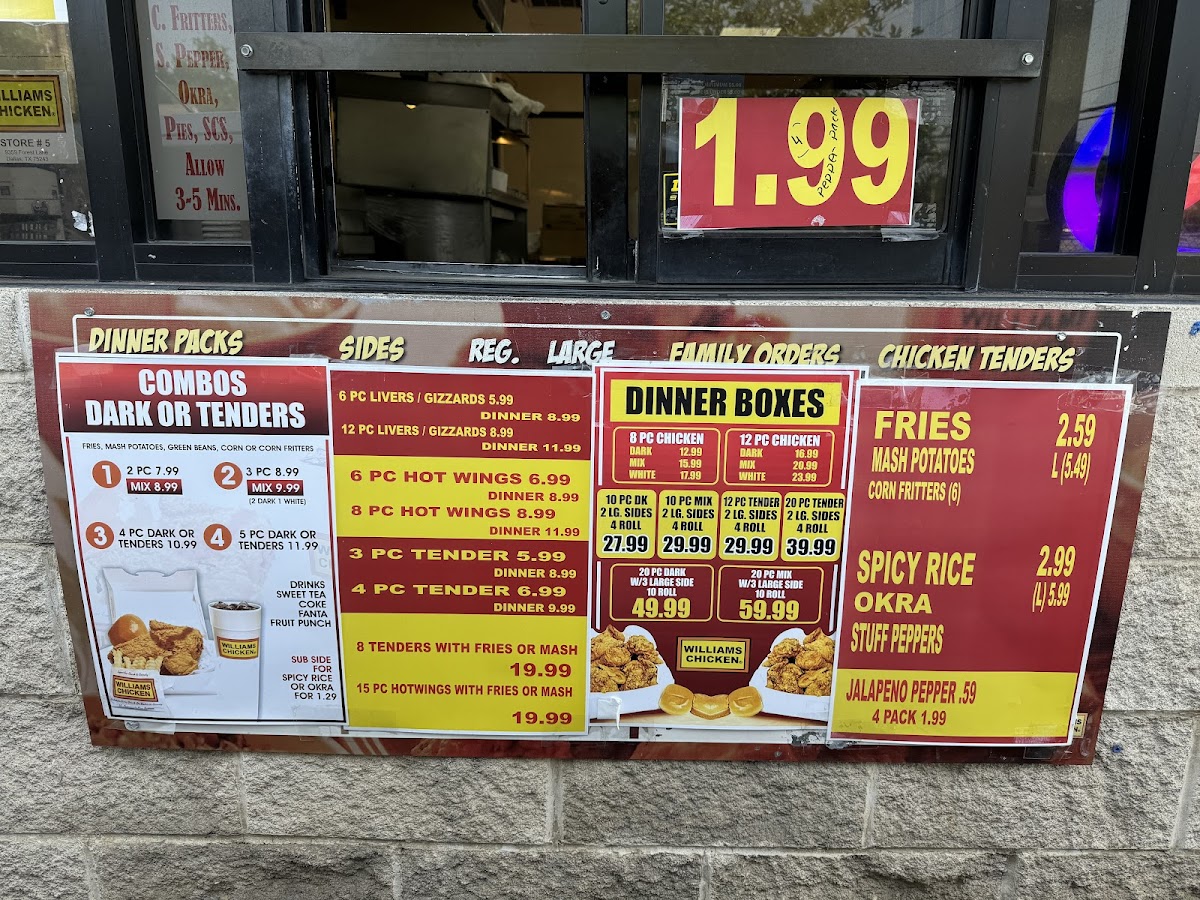 C. Fritters,
S. Pepper,
Okra,
Pies, SCS,
Allow
3-5 Mins.
WILLIAMS
CHICKEN
STORE # 5
Dallas, TX 75243
1.99
(4)
PEPPER PACK
DINNER PACKS
SIDES
REG.
LARGE
FAMILY ORDERS
CHICKEN TENDERS
COMBOS
DARK OR TENDERS
FRIES, MASH POTATOES, GREEN BEANS, CORN OR CORN FRITTERS
1 2 PC 7.99
MIX 8.99
2 3 PC 8.99
MIX 9.99
(2 DARK 1 WHITE)
3 4 PC DARK OR
TENDERS 10.99
4 5 PC DARK OR
TENDERS 11.99
DRINKS
SWEET TEA
COKE
FANTA
FRUIT PUNCH
SUB SIDE
FOR
SPICY RICE
OR OKRA
FOR 1.29
WILLIAMS
CHICKEN
WILLIAMS
CHICKEN
6 PC LIVERS / GIZZARDS 5.99
DINNER 8.99
12 PC LIVERS / GIZZARDS 8.99
DINNER 11.99
6 PC HOT WINGS 6.99
DINNER 8.99
8 PC HOT WINGS 8.99
DINNER 11.99
3 PC TENDER 5.99
DINNER 8.99
4 PC TENDER 6.99
DINNER 9.99
8 TENDERS WITH FRIES OR MASH
19.99
15 PC HOTWINGS WITH FRIES OR MASH
19.99
DINNER BOXES
8 PC CHICKEN
DARK 12.99
MIX 15.99
WHITE 17.99
12 PC CHICKEN
DARK 16.99
MIX 20.99
WHITE 23.99
10 PC DK
2 LG. SIDES
4 ROLL
27.99
10 PC MIX
2 LG. SIDES
4 ROLL
29.99
12 PC TENDER
2 LG. SIDES
4 ROLL
29.99
20 PC TENDER
2 LG. SIDES
4 ROLL
39.99
20 PC DARK
W/3 LARGE SIDE
10 ROLL
49.99
20 PC MIX
W/3 LARGE SIDE
10 ROLL
59.99
WILLIAMS
CHICKEN
FRIES 2.59
MASH POTATOES L (5.49)
CORN FRITTERS (6)
SPICY RICE 2.99
OKRA (L) 5.99
STUFF PEPPERS
JALAPENO PEPPER .59
4 PACK 1.99